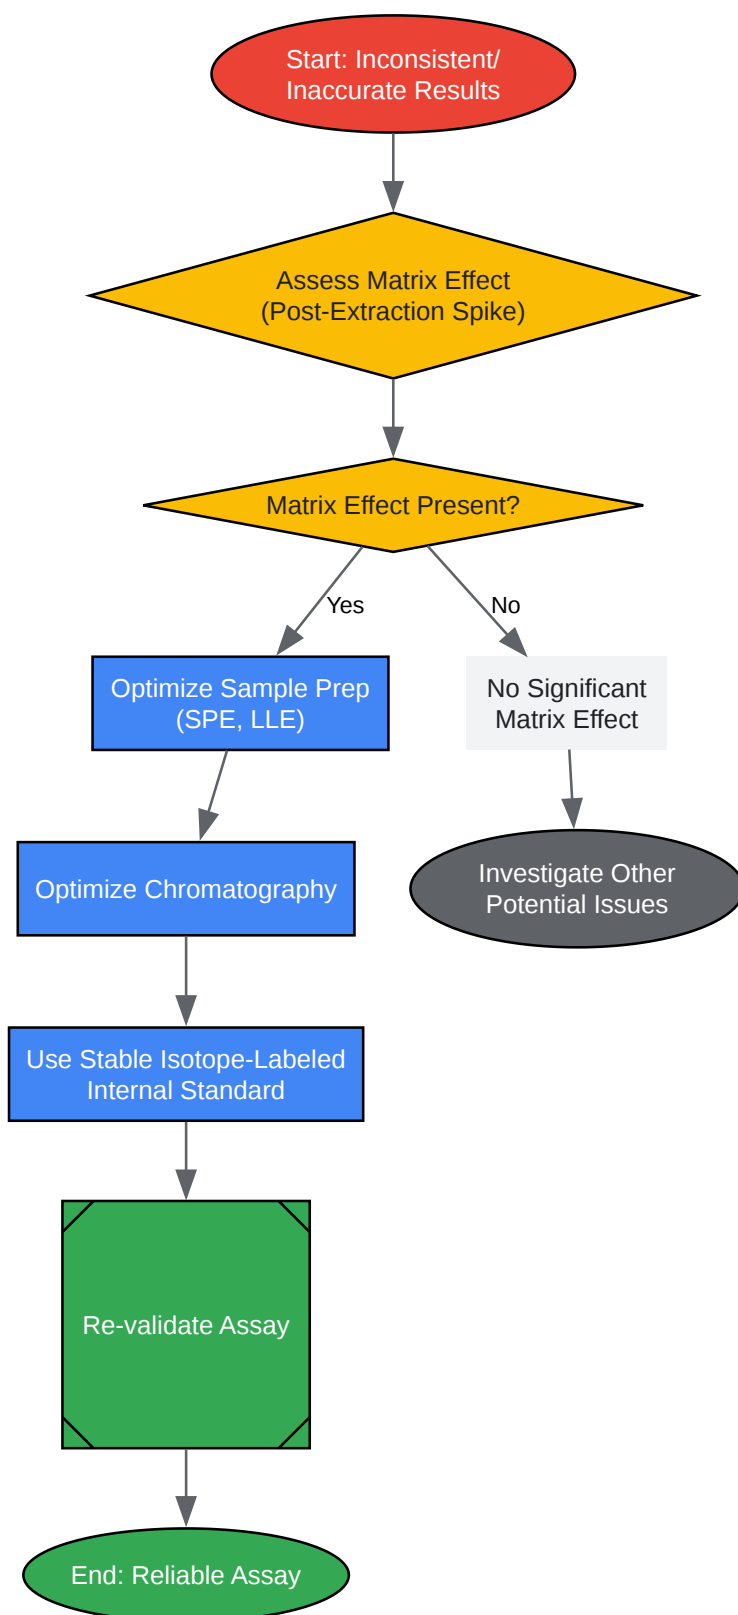 Start: Inconsistent/
Inaccurate Results
Assess Matrix Effect
(Post-Extraction Spike)
Matrix Effect Present?
Yes
No
Optimize Sample Prep
(SPE, LLE)
No Significant
Matrix Effect
Optimize Chromatography
Investigate Other
Potential Issues
Use Stable Isotope-Labeled
Internal Standard
Re-validate Assay
End: Reliable Assay